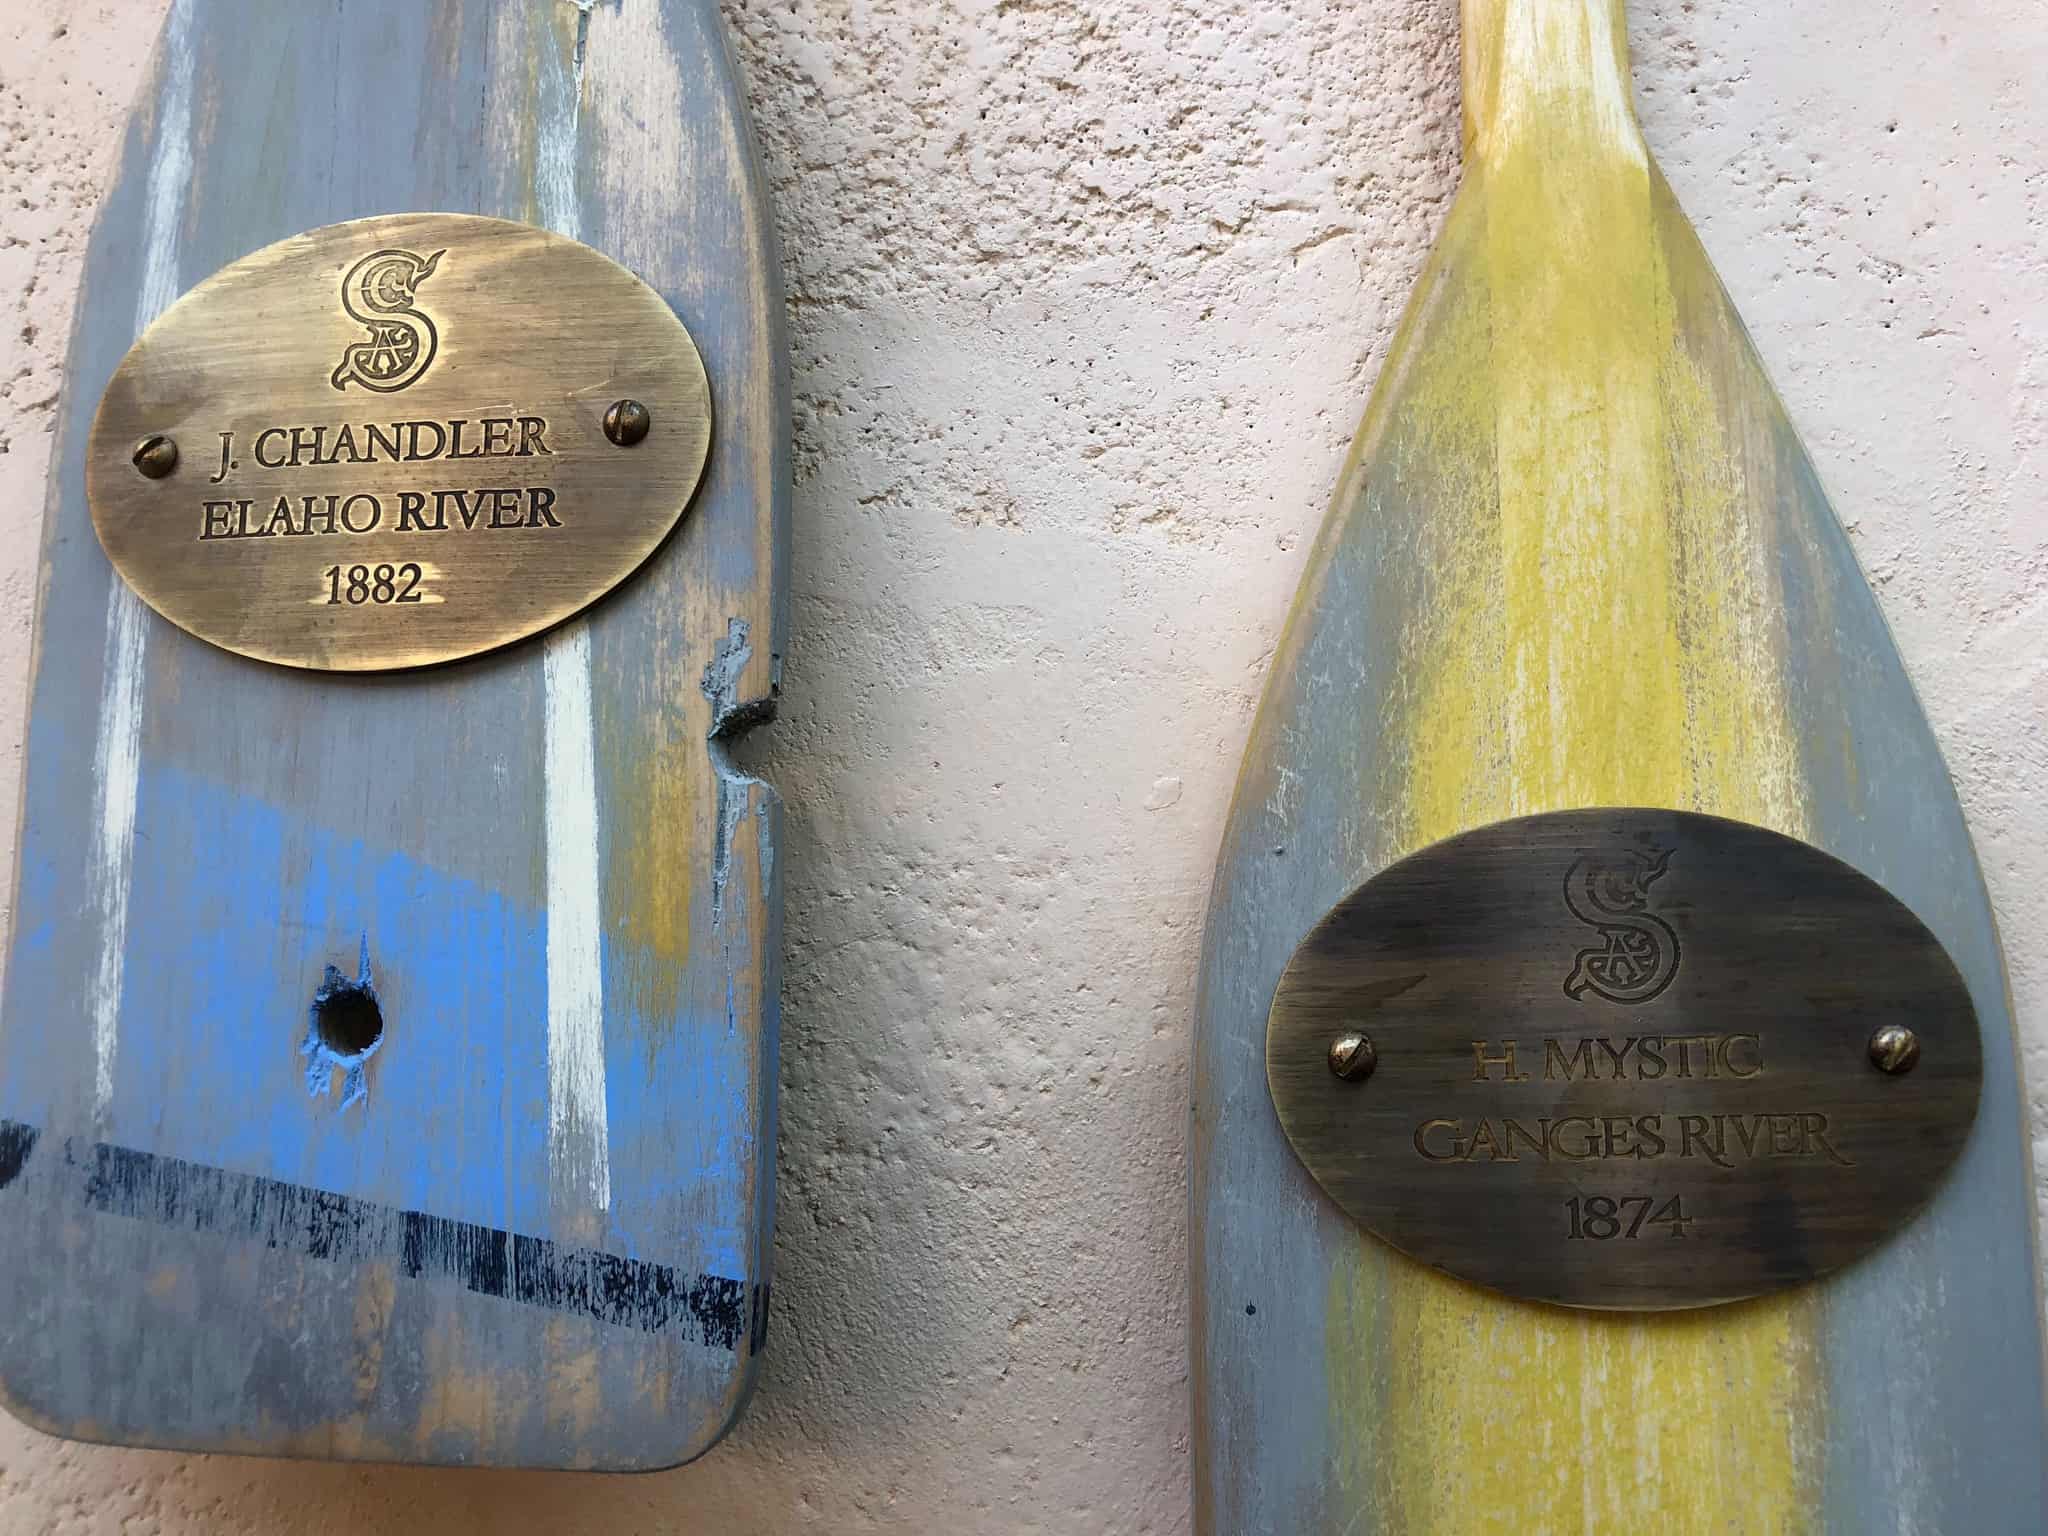 J. CHANDLER
ELAHO RIVER
1882
H. MYSTIC
GANGES RIVER
1874